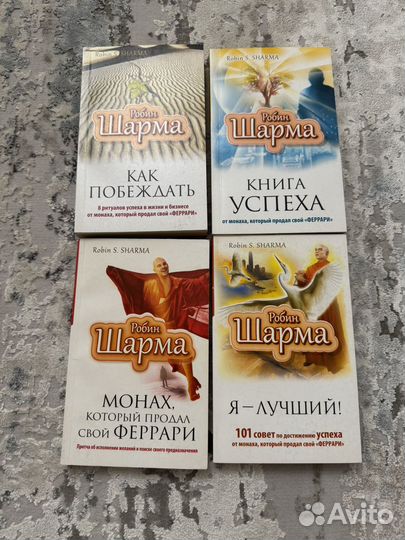 Robin S. SHARMA
Робин
Шарма
КАК
ПОБЕЖДАТЬ
8 ритуалов успеха в жизни и бизнесе
от монаха, который продал свой «ФЕРРАРИ»
Robin S. SHARMA
Робин
Шарма
КНИГА
УСПЕХА
от монаха, который продал свой «ФЕРРАРИ»
Robin S. SHARMA
Робин
Шарма
МОНАХ,
КОТОРЫЙ ПРОДАЛ
СВОЙ ФЕРРАРИ
Притча об исполнении желаний и поиске своего предназначения
Robin S. SHARMA
Робин
Шарма
Я – ЛУЧШИЙ!
101 совет по достижению успеха
от монаха, который продал свой «ФЕРРАРИ»
Avito